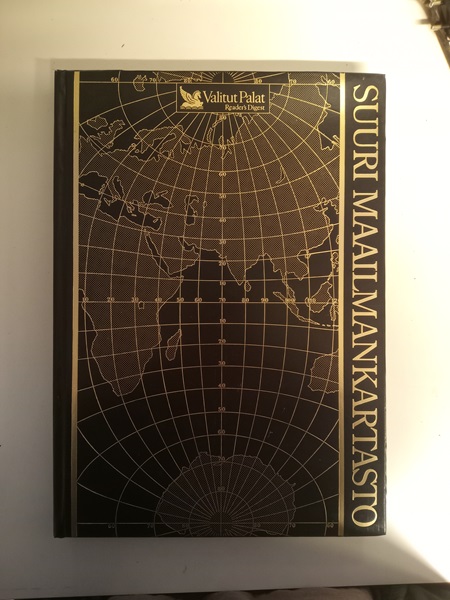 Valitut Palat
Reader's Digest
SUURI MAAILMANKARTASTO